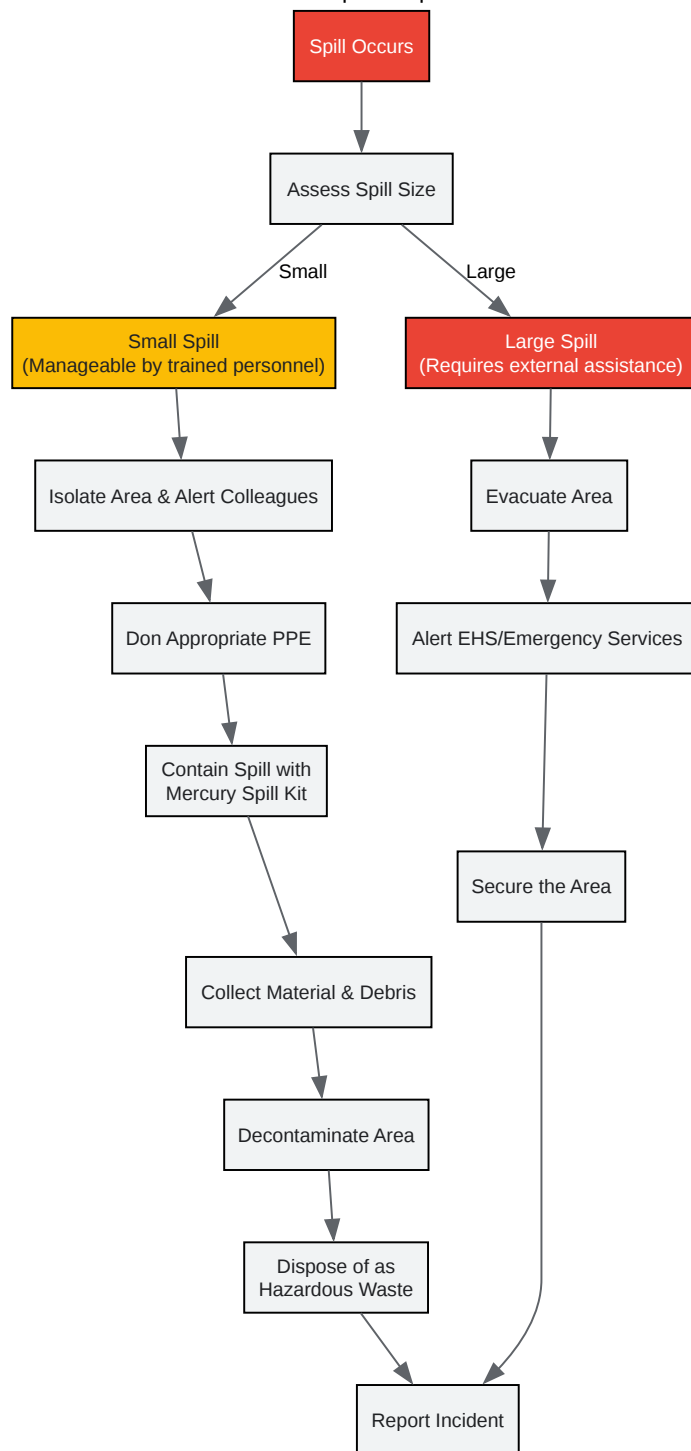 Spill Occurs
Assess Spill Size
Small
Large
Small Spill
(Manageable by trained personnel)
Large Spill
(Requires external assistance)
Isolate Area & Alert Colleagues
Evacuate Area
Don Appropriate PPE
Alert EHS/Emergency Services
Contain Spill with
Mercury Spill Kit
Secure the Area
Collect Material & Debris
Decontaminate Area
Dispose of as
Hazardous Waste
Report Incident